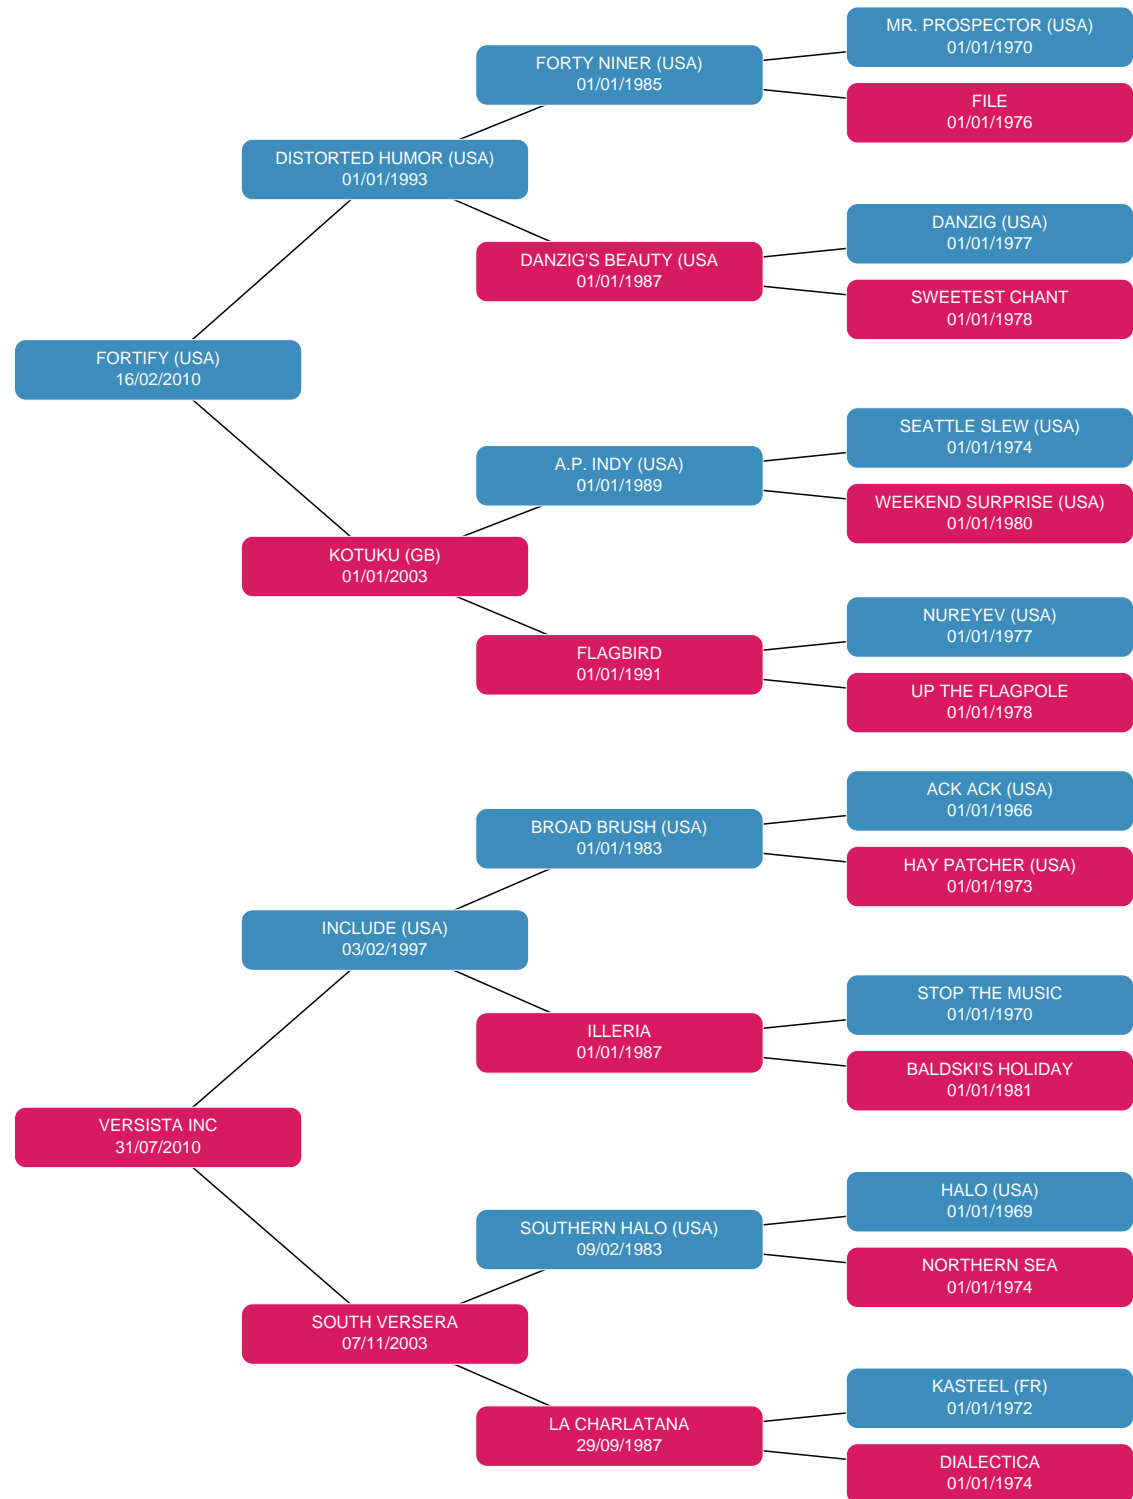 MR. PROSPECTOR (USA)
01/01/1970
FORTY NINER (USA)
01/01/1985
FILE
01/01/1976
DISTORTED HUMOR (USA)
01/01/1993
DANZIG (USA)
01/01/1977
DANZIG'S BEAUTY (USA
01/01/1987
SWEETEST CHANT
01/01/1978
FORTIFY (USA)
16/02/2010
SEATTLE SLEW (USA)
01/01/1974
A.P. INDY (USA)
01/01/1989
WEEKEND SURPRISE (USA)
01/01/1980
KOTUKU (GB)
01/01/2003
NUREYEV (USA)
01/01/1977
FLAGBIRD
01/01/1991
UP THE FLAGPOLE
01/01/1978
ACK ACK (USA)
01/01/1966
BROAD BRUSH (USA)
01/01/1983
HAY PATCHER (USA)
01/01/1973
INCLUDE (USA)
03/02/1997
STOP THE MUSIC
01/01/1970
ILLERIA
01/01/1987
BALDSKI'S HOLIDAY
01/01/1981
VERSISTA INC
31/07/2010
HALO (USA)
01/01/1969
SOUTHERN HALO (USA)
09/02/1983
NORTHERN SEA
01/01/1974
SOUTH VERSERA
07/11/2003
KASTEEL (FR)
01/01/1972
LA CHARLATANA
29/09/1987
DIALECTICA
01/01/1974